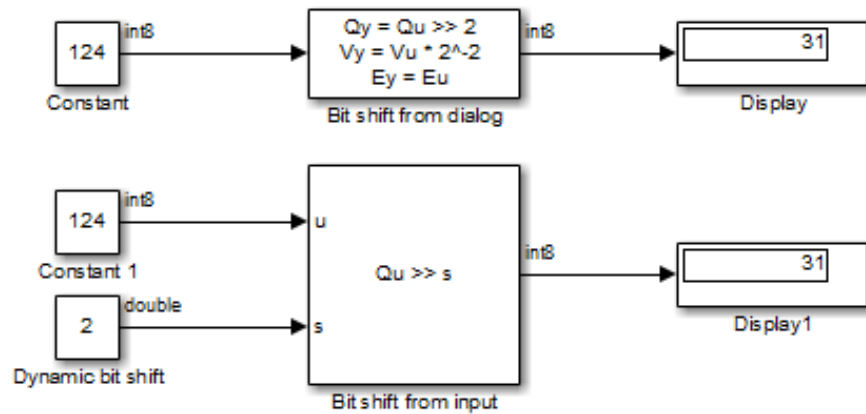 int8
124
Constant
Qy = Qu >> 2
Vy = Vu * 2^-2
Ey = Eu
Bit shift from dialog
int8
31
Display
int8
124
Constant 1
double
2
Dynamic bit shift
u
Qu >> s
s
Bit shift from input
int8
31
Display1